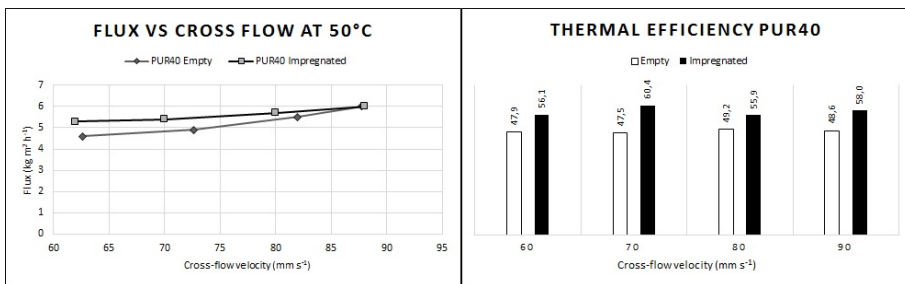 FLUX VS CROSS FLOW AT 50°C
PUR40 Empty PUR40 Impregnated
Flux (kg m² h⁻¹)
7
6
5
4
3
2
1
0
60 65 70 75 80 85 90 95
Cross-flow velocity (mm s⁻¹)
THERMAL EFFICIENCY PUR40
Empty Impregnated
47,9 56,1 47,5 60,4 49,2 55,9 48,6 58,0
60 70 80 90
Cross-flow velocity (mm s⁻¹)